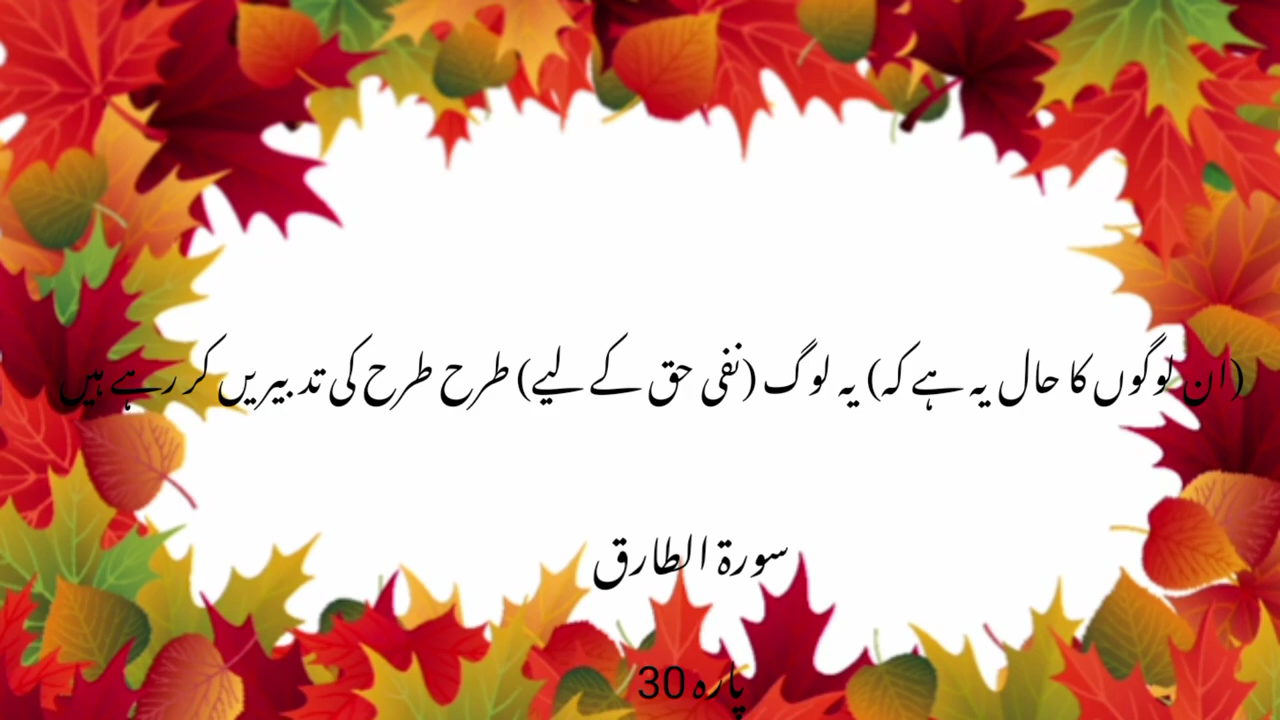 (ان لوگوں کا حال یہ ہے کہ) یہ لوگ (نفی حق کے لیے) طرح طرح کی تدبیریں کر رہے ہیں
سورۃ الطارق
پارہ 30